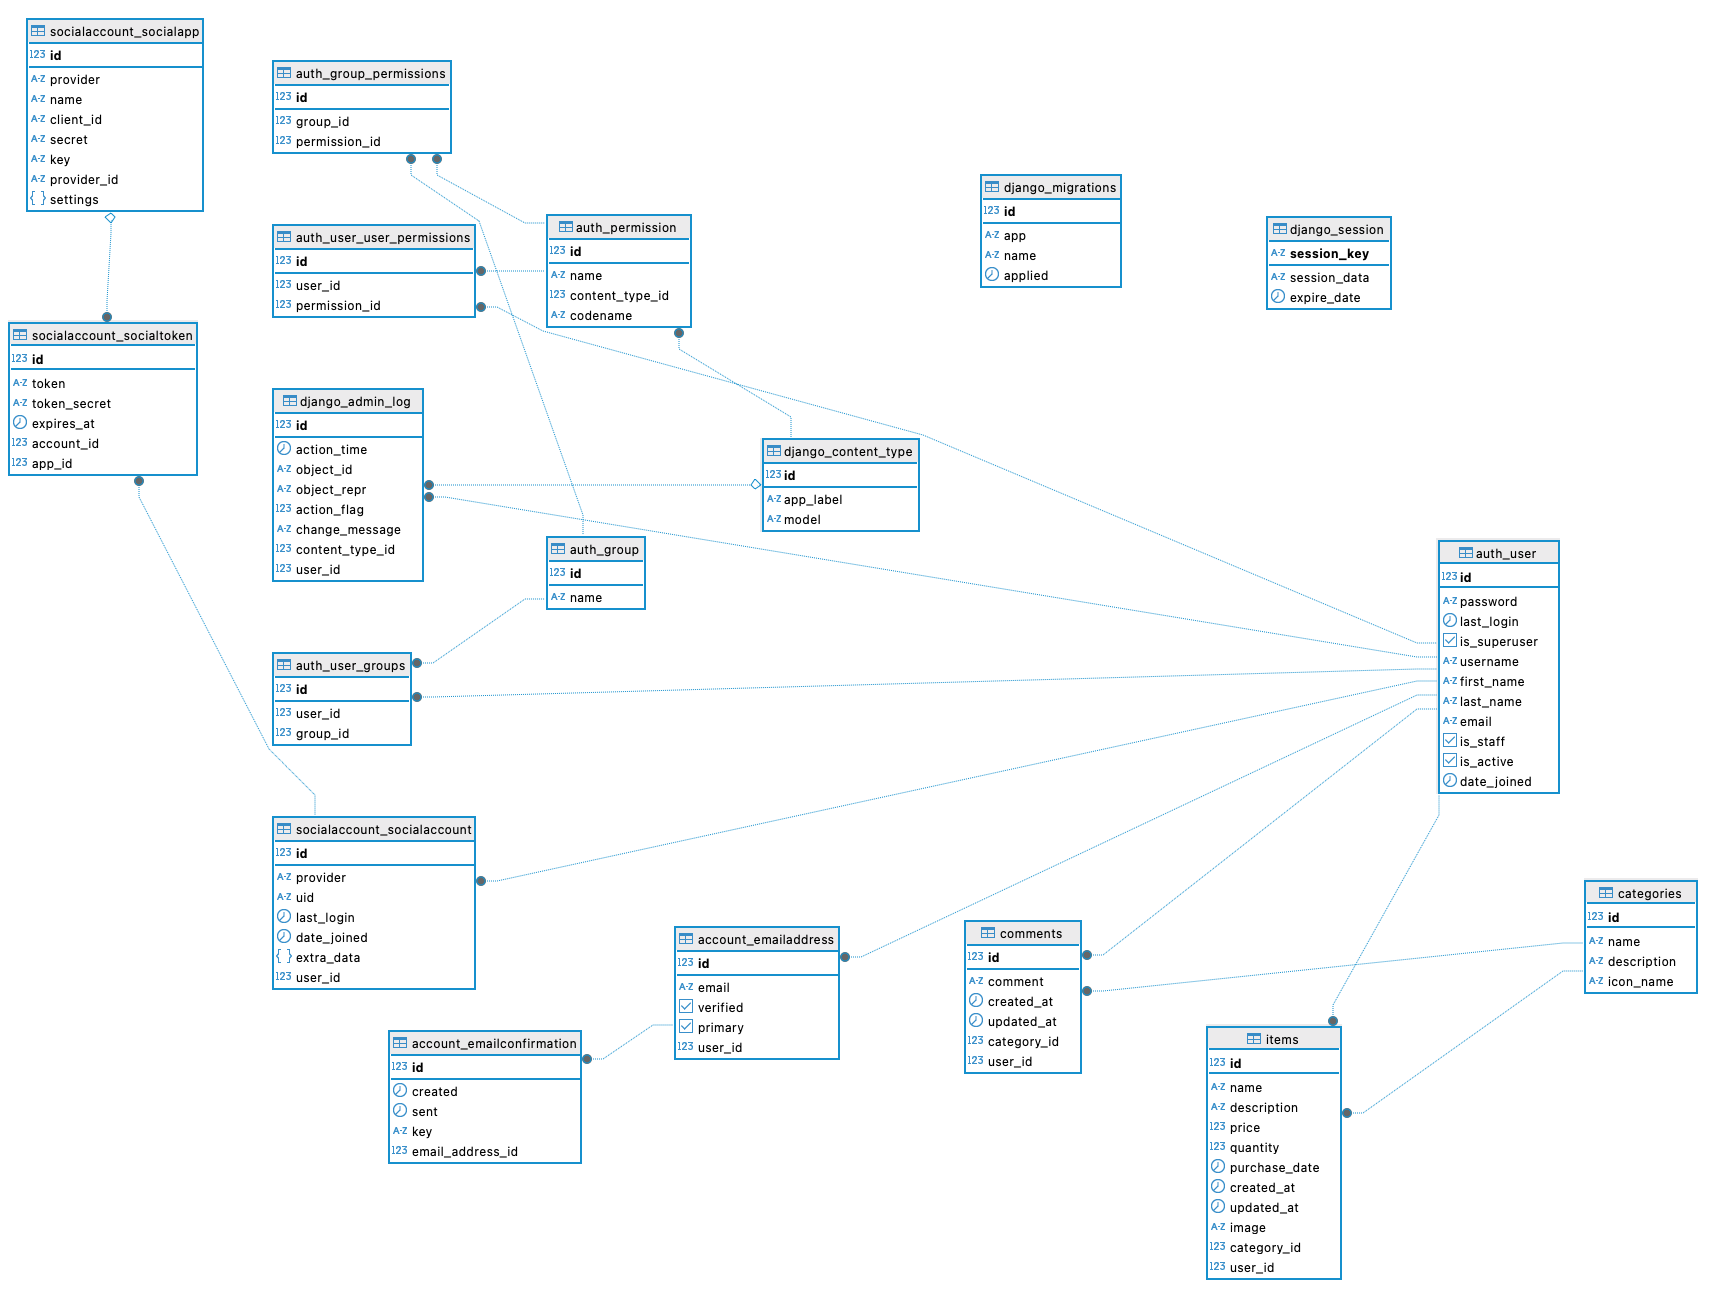 socialaccount_socialapp
123 id
A-Z provider
A-Z name
A-Z client_id
A-Z secret
A-Z key
A-Z provider_id
{ } settings
auth_group_permissions
123 id
123 group_id
123 permission_id
auth_user_user_permissions
123 id
123 user_id
123 permission_id
auth_permission
123 id
A-Z name
123 content_type_id
A-Z codename
django_migrations
123 id
A-Z app
A-Z name
applied
django_session
A-Z session_key
A-Z session_data
expire_date
socialaccount_socialtoken
123 id
A-Z token
A-Z token_secret
expires_at
123 account_id
123 app_id
django_admin_log
123 id
action_time
A-Z object_id
A-Z object_repr
123 action_flag
A-Z change_message
123 content_type_id
123 user_id
django_content_type
123 id
A-Z app_label
A-Z model
auth_group
123 id
A-Z name
auth_user
123 id
A-Z password
last_login
is_superuser
A-Z username
A-Z first_name
A-Z last_name
A-Z email
is_staff
is_active
date_joined
auth_user_groups
123 id
123 user_id
123 group_id
socialaccount_socialaccount
123 id
A-Z provider
A-Z uid
last_login
date_joined
{ } extra_data
123 user_id
account_emailaddress
123 id
A-Z email
verified
primary
123 user_id
comments
123 id
A-Z comment
created_at
updated_at
123 category_id
123 user_id
categories
123 id
A-Z name
A-Z description
A-Z icon_name
account_emailconfirmation
123 id
created
sent
A-Z key
123 email_address_id
items
123 id
A-Z name
A-Z description
123 price
123 quantity
purchase_date
created_at
updated_at
A-Z image
123 category_id
123 user_id